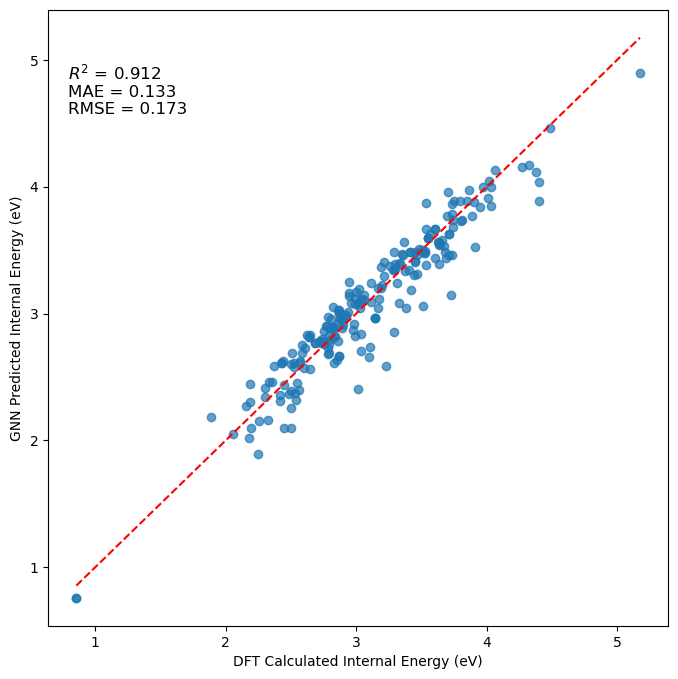 R² = 0.912
MAE = 0.133
RMSE = 0.173
5
4
3
2
1
GNN Predicted Internal Energy (eV)
1 2 3 4 5
DFT Calculated Internal Energy (eV)